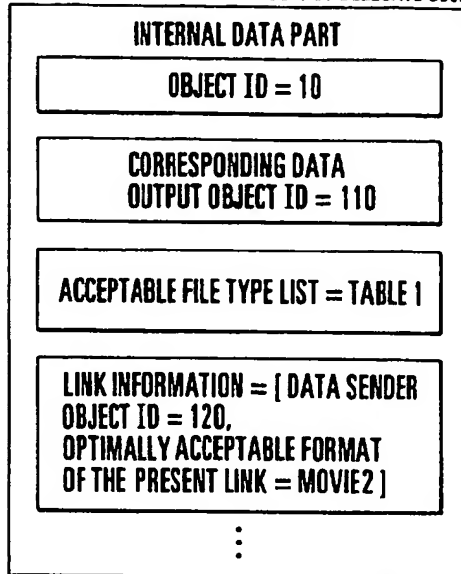 INTERNAL DATA PART
OBJECT ID = 10
CORRESPONDING DATA
OUTPUT OBJECT ID = 110
ACCEPTABLE FILE TYPE LIST = TABLE 1
LINK INFORMATION = [ DATA SENDER
OBJECT ID = 120,
OPTIMALLY ACCEPTABLE FORMAT
OF THE PRESENT LINK = MOVIE2 ]